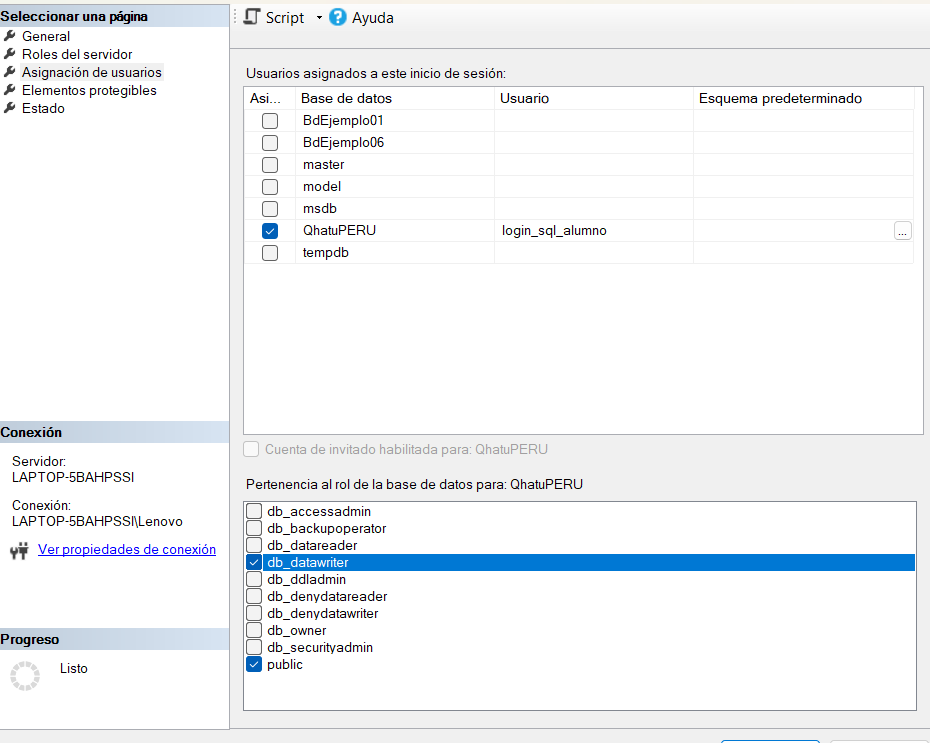 Seleccionar una página
General
Roles del servidor
Asignación de usuarios
Elementos protegibles
Estado
Conexión
Servidor:
LAPTOP-5BAHPSSI
Conexión:
LAPTOP-5BAHPSSI\Lenovo
Ver propiedades de conexión
Progreso
Listo
Script
Ayuda
Usuarios asignados a este inicio de sesión:
Asi... Base de datos Usuario Esquema predeterminado
BdEjemplo01
BdEjemplo06
master
model
msdb
QhatuPERU login_sql_alumno ...
tempdb
Cuenta de invitado habilitada para: QhatuPERU
Pertenencia al rol de la base de datos para: QhatuPERU
db_accessadmin
db_backupoperator
db_datareader
db_datawriter
db_ddladmin
db_denydatareader
db_denydatawriter
db_owner
db_securityadmin
public